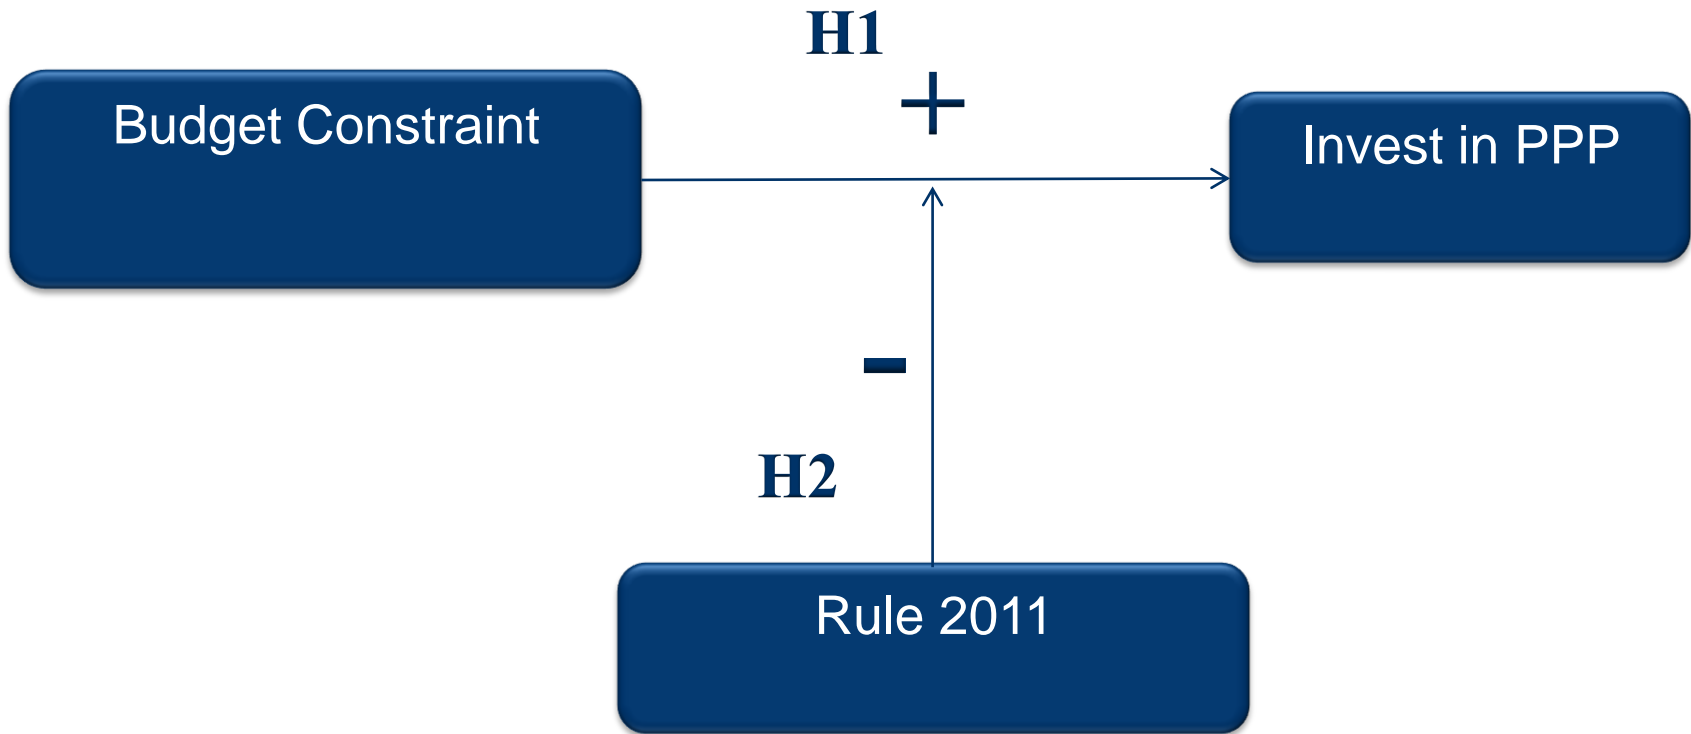 H1
+
Budget Constraint
Invest in PPP
-
H2
Rule 2011